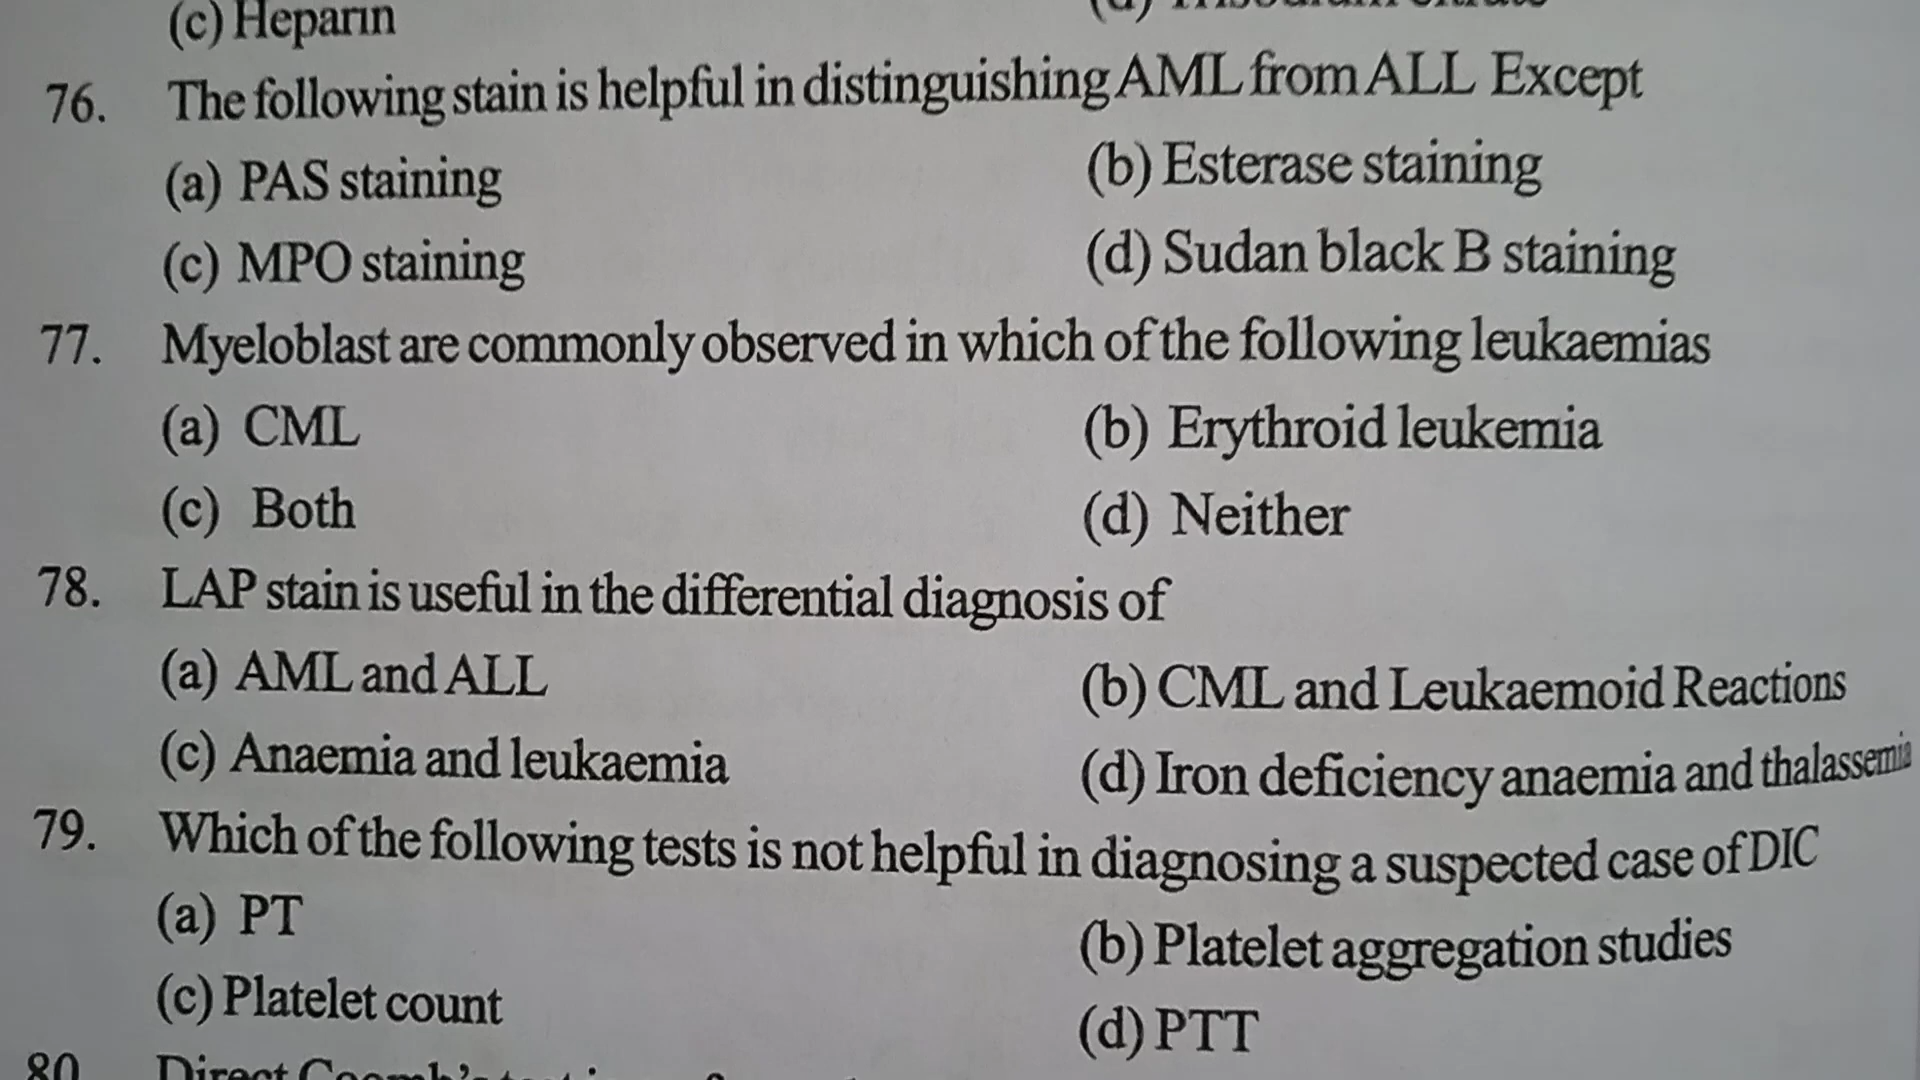 (c) Heparin
76. The following stain is helpful in distinguishing AML from ALL Except
(a) PAS staining (b) Esterase staining
(c) MPO staining (d) Sudan black B staining
77. Myeloblast are commonly observed in which of the following leukaemias
(a) CML (b) Erythroid leukemia
(c) Both (d) Neither
78. LAP stain is useful in the differential diagnosis of
(a) AML and ALL (b) CML and Leukaemoid Reactions
(c) Anaemia and leukaemia (d) Iron deficiency anaemia and thalassemia
79. Which of the following tests is not helpful in diagnosing a suspected case of DIC
(a) PT (b) Platelet aggregation studies
(c) Platelet count (d) PTT
80 Direct Coomb's test